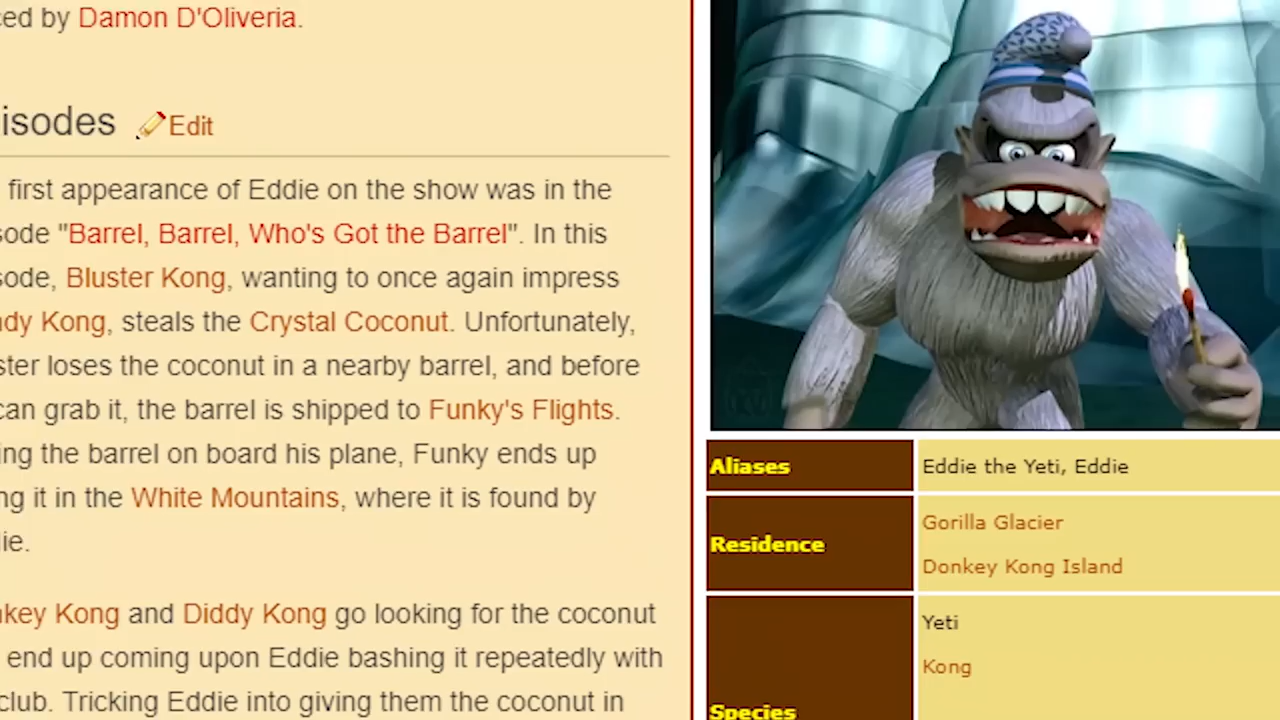 ced by Damon D'Oliveria.
isodes Edit
first appearance of Eddie on the show was in the
sode "Barrel, Barrel, Who's Got the Barrel". In this
sode, Bluster Kong, wanting to once again impress
dy Kong, steals the Crystal Coconut. Unfortunately,
ster loses the coconut in a nearby barrel, and before
can grab it, the barrel is shipped to Funky's Flights.
ing the barrel on board his plane, Funky ends up
ng it in the White Mountains, where it is found by
ie.
key Kong and Diddy Kong go looking for the coconut
end up coming upon Eddie bashing it repeatedly with
club. Tricking Eddie into giving them the coconut in
Aliases Eddie the Yeti, Eddie
Residence Gorilla Glacier
Donkey Kong Island
Species Yeti
Kong